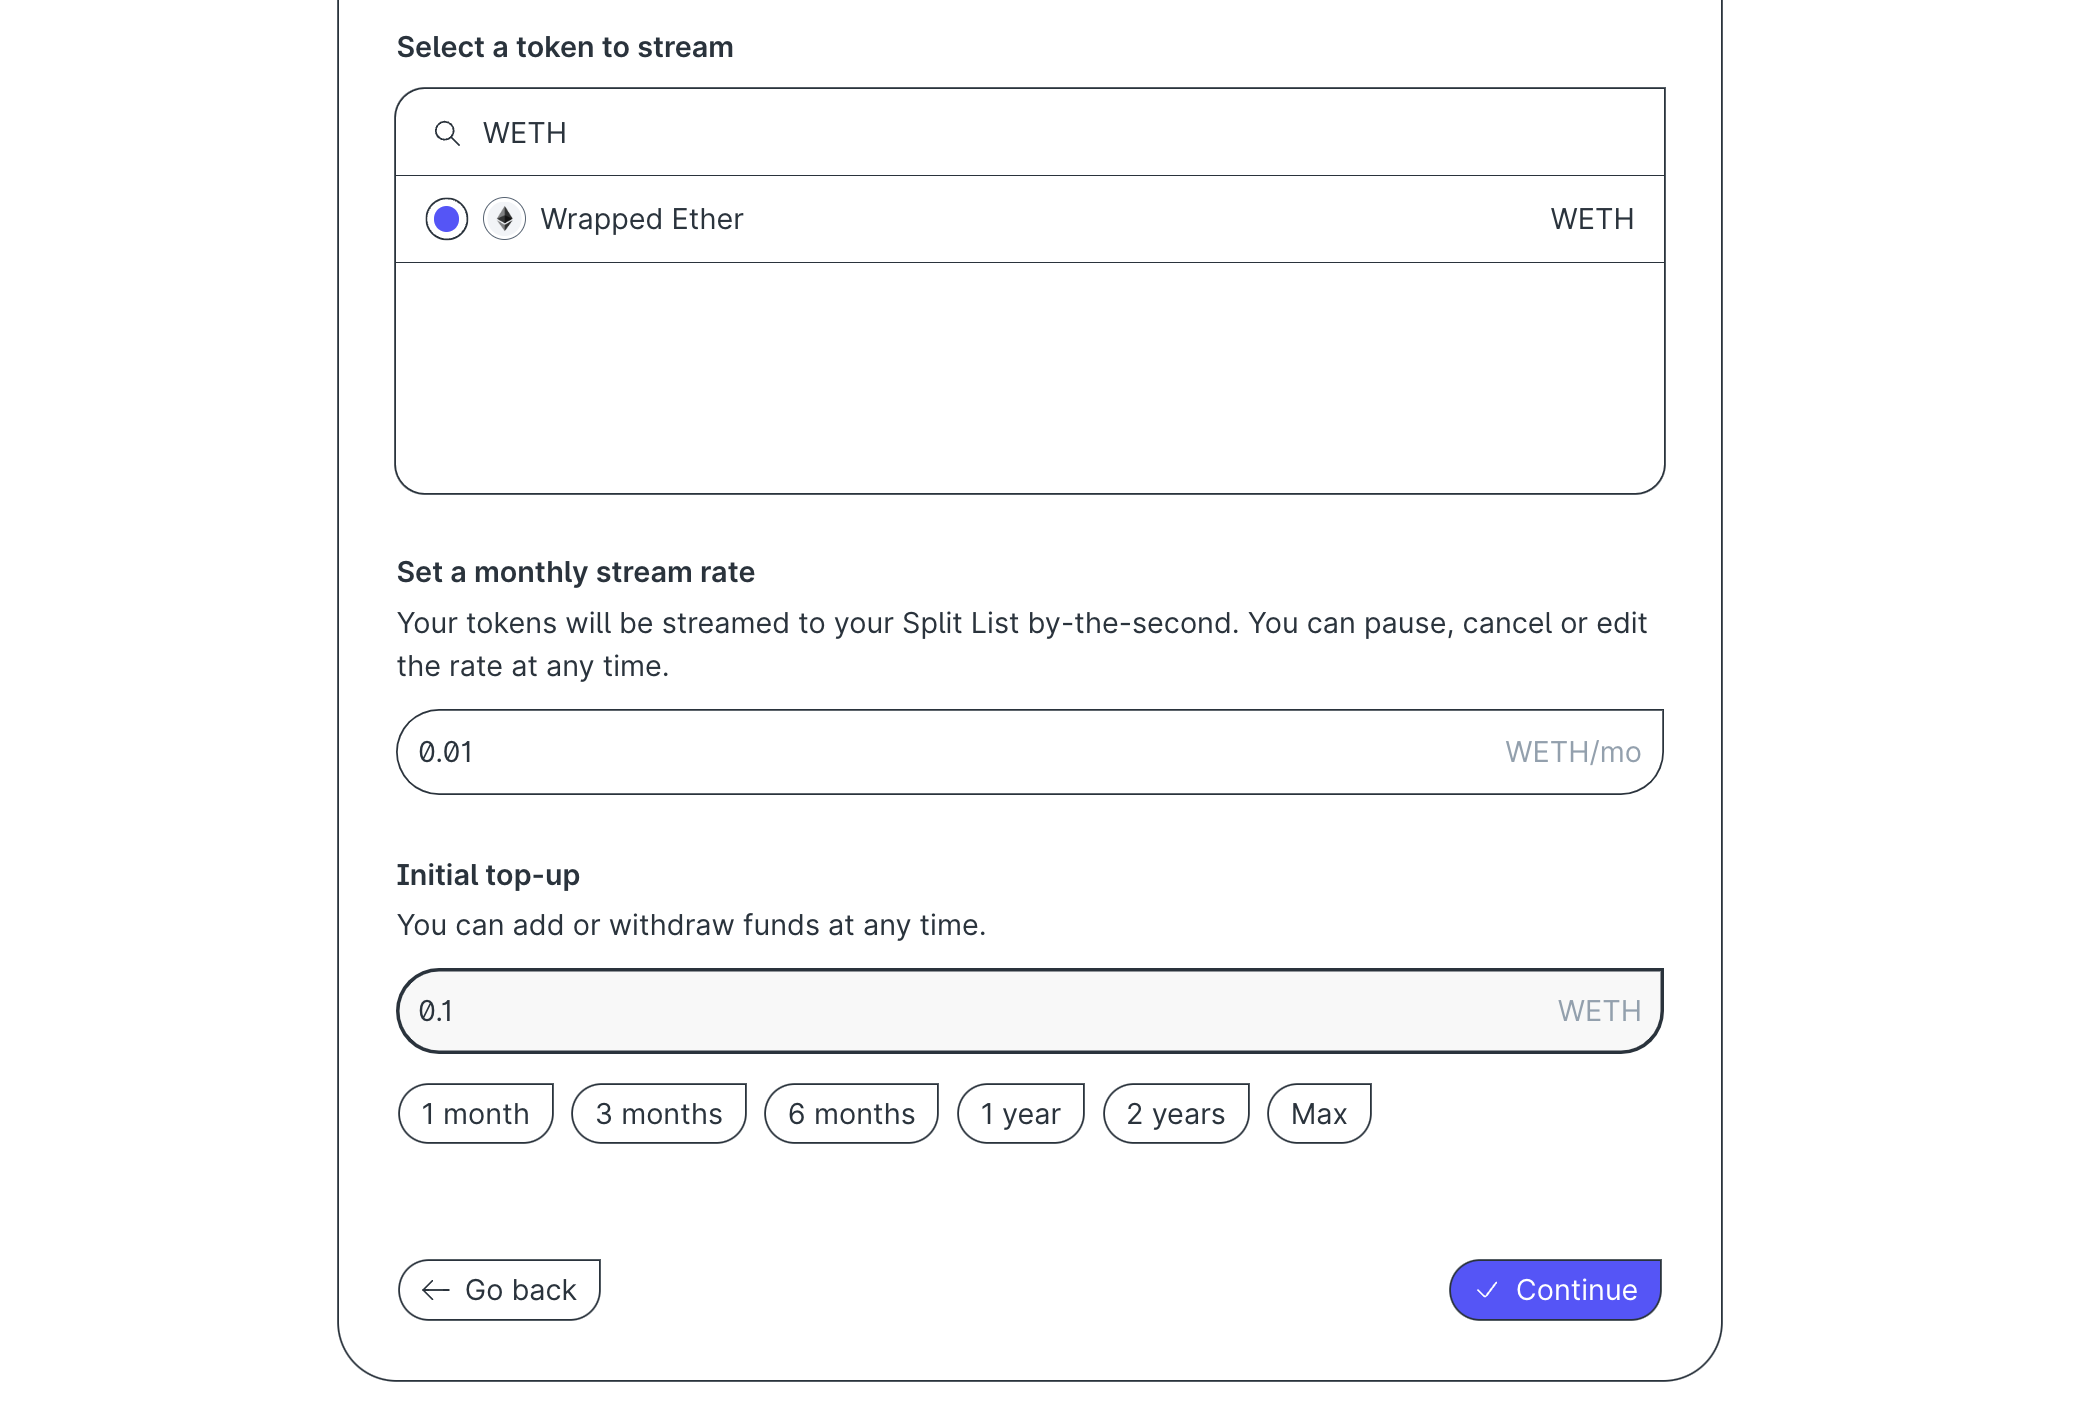 Select a token to stream
WETH
Wrapped Ether WETH
Set a monthly stream rate
Your tokens will be streamed to your Split List by-the-second. You can pause, cancel or edit
the rate at any time.
0.01 WETH/mo
Initial top-up
You can add or withdraw funds at any time.
0.1 WETH
1 month 3 months 6 months 1 year 2 years Max
Go back Continue